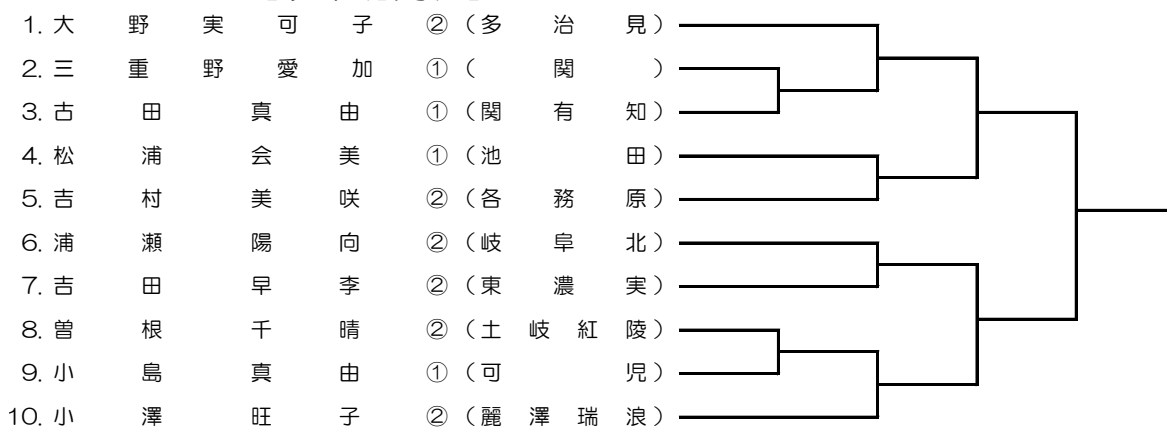 1. 大野実可子 ② (多治見)
2. 三重野愛加 ① (関)
3. 古田真由 ① (関有知)
4. 松浦会美 ① (池田)
5. 吉村美咲 ② (各務原)
6. 浦瀬陽向 ② (岐阜北)
7. 吉田早李 ② (東濃実)
8. 曽根千晴 ② (土岐紅陵)
9. 小島真由 ① (可児)
10. 小澤旺子 ② (麗澤瑞浪)